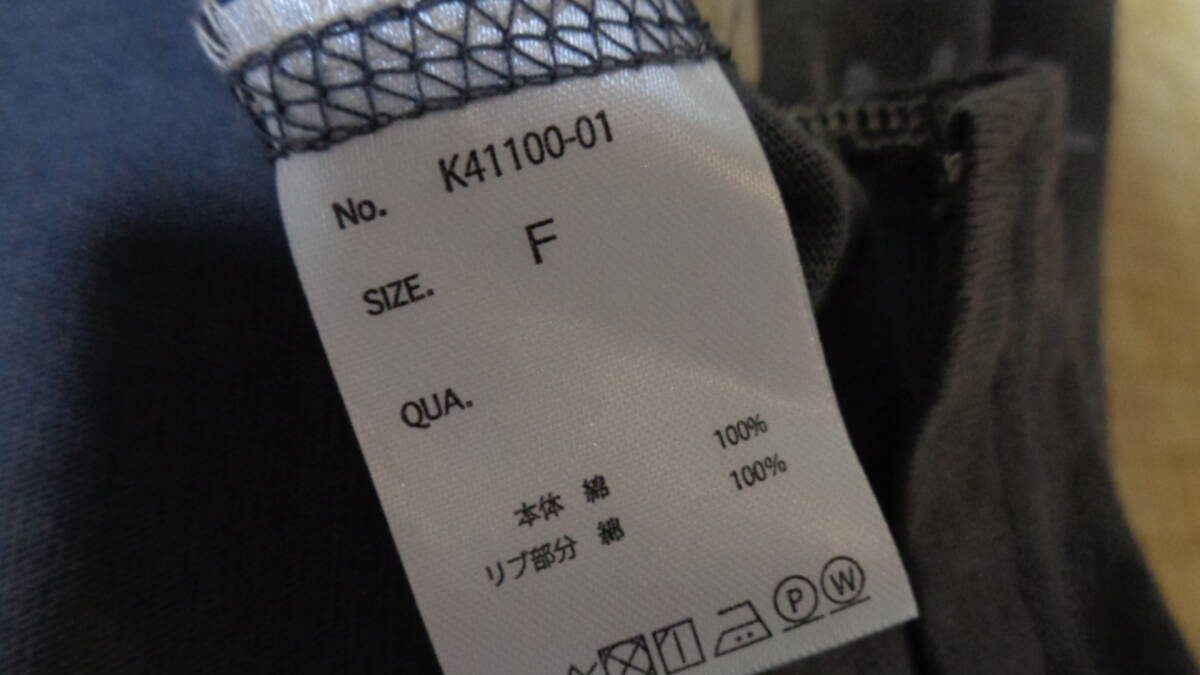 No. K41100-01
SIZE. F
QUA.
本体 綿 100%
リブ部分 綿 100%
P W